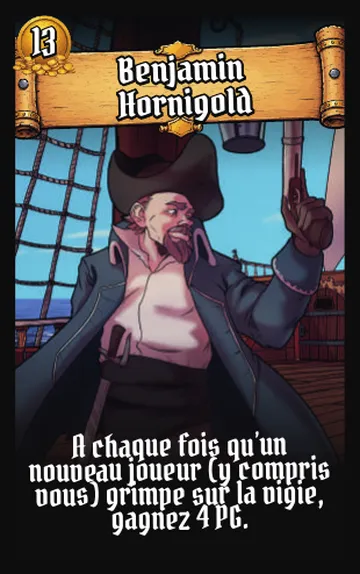 13
Benjamin
Hornigold
A chaque fois qu'un
nouveau joueur (y compris
vous) grimpe sur la vigie,
gagnez 4 PG.